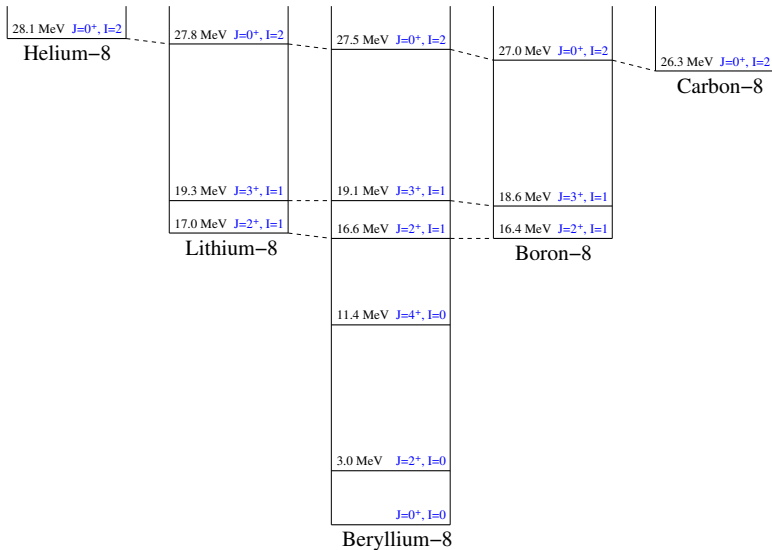 28.1 MeV J=0⁺, I=2
Helium−8
27.8 MeV J=0⁺, I=2
27.5 MeV J=0⁺, I=2
27.0 MeV J=0⁺, I=2
26.3 MeV J=0⁺, I=2
Carbon−8
19.3 MeV J=3⁺, I=1
19.1 MeV J=3⁺, I=1
18.6 MeV J=3⁺, I=1
17.0 MeV J=2⁺, I=1
Lithium−8
16.6 MeV J=2⁺, I=1
16.4 MeV J=2⁺, I=1
Boron−8
11.4 MeV J=4⁺, I=0
3.0 MeV J=2⁺, I=0
J=0⁺, I=0
Beryllium−8